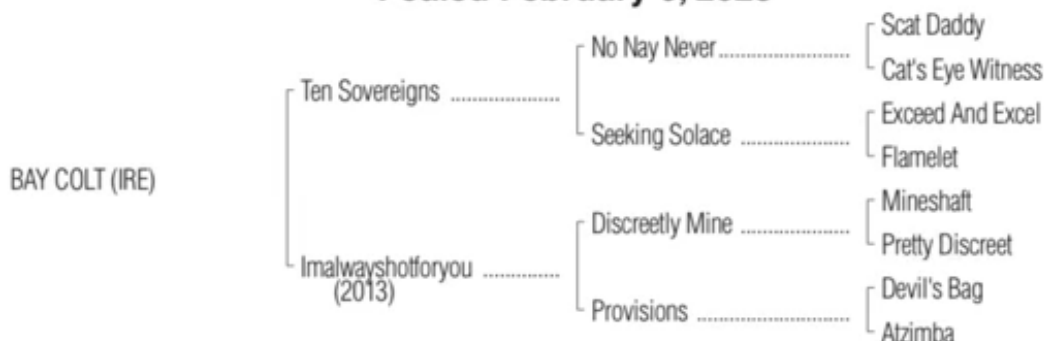 Scat Daddy
No Nay Never
Cat's Eye Witness
Ten Sovereigns
Exceed And Excel
Seeking Solace
Flamelet
BAY COLT (IRE)
Mineshaft
Discreetly Mine
Pretty Discreet
Imalwayshotforyou
(2013)
Devil's Bag
Provisions
Atzimba